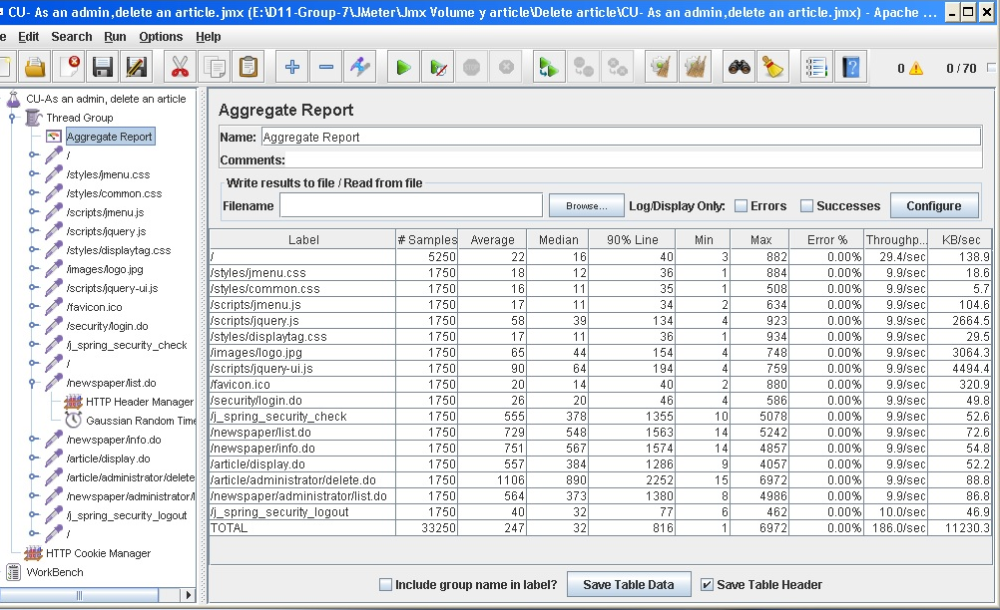 CU- As an admin,delete an article.jmx (E:\D11-Group-7\JMeter\Jmx Volume y article\Delete article\CU- As an admin,delete an article.jmx) - Apache ...
e Edit Search Run Options Help
0 0 / 70
CU-As an admin, delete an article
Thread Group
Aggregate Report
/
/styles/jmenu.css
/styles/common.css
/scripts/jmenu.js
/scripts/jquery.js
/styles/displaytag.css
/images/logo.jpg
/scripts/jquery-ui.js
/favicon.ico
/security/login.do
/j_spring_security_check
/
/newspaper/list.do
HTTP Header Manager
Gaussian Random Time
/newspaper/info.do
/article/display.do
/article/administrator/delete
/newspaper/administrator/l
/j_spring_security_logout
/
HTTP Cookie Manager
WorkBench
Aggregate Report
Name: Aggregate Report
Comments:
Write results to file / Read from file
Filename Browse... Log/Display Only: Errors Successes Configure
Label # Samples Average Median 90% Line Min Max Error % Throughp... KB/sec
/ 5250 22 16 40 3 882 0.00% 29.4/sec 138.9
/styles/jmenu.css 1750 18 12 36 1 884 0.00% 9.9/sec 18.6
/styles/common.css 1750 16 11 35 1 508 0.00% 9.9/sec 5.7
/scripts/jmenu.js 1750 17 11 34 2 634 0.00% 9.9/sec 104.6
/scripts/jquery.js 1750 58 39 134 4 923 0.00% 9.9/sec 2664.5
/styles/displaytag.css 1750 17 11 36 1 934 0.00% 9.9/sec 29.5
/images/logo.jpg 1750 65 44 154 4 748 0.00% 9.9/sec 3064.3
/scripts/jquery-ui.js 1750 90 64 194 4 759 0.00% 9.9/sec 4494.4
/favicon.ico 1750 20 14 40 2 880 0.00% 9.9/sec 320.9
/security/login.do 1750 26 20 46 4 586 0.00% 9.9/sec 49.8
/j_spring_security_check 1750 555 378 1355 10 5078 0.00% 9.9/sec 52.6
/newspaper/list.do 1750 729 548 1563 14 5242 0.00% 9.9/sec 72.6
/newspaper/info.do 1750 751 567 1574 14 4857 0.00% 9.9/sec 54.8
/article/display.do 1750 557 384 1286 9 4057 0.00% 9.9/sec 52.2
/article/administrator/delete.do 1750 1106 890 2252 15 6972 0.00% 9.9/sec 88.8
/newspaper/administrator/list.do 1750 564 373 1380 8 4986 0.00% 9.9/sec 86.8
/j_spring_security_logout 1750 40 32 77 6 462 0.00% 10.0/sec 46.9
TOTAL 33250 247 32 816 1 6972 0.00% 186.0/sec 11230.3
Include group name in label? Save Table Data Save Table Header